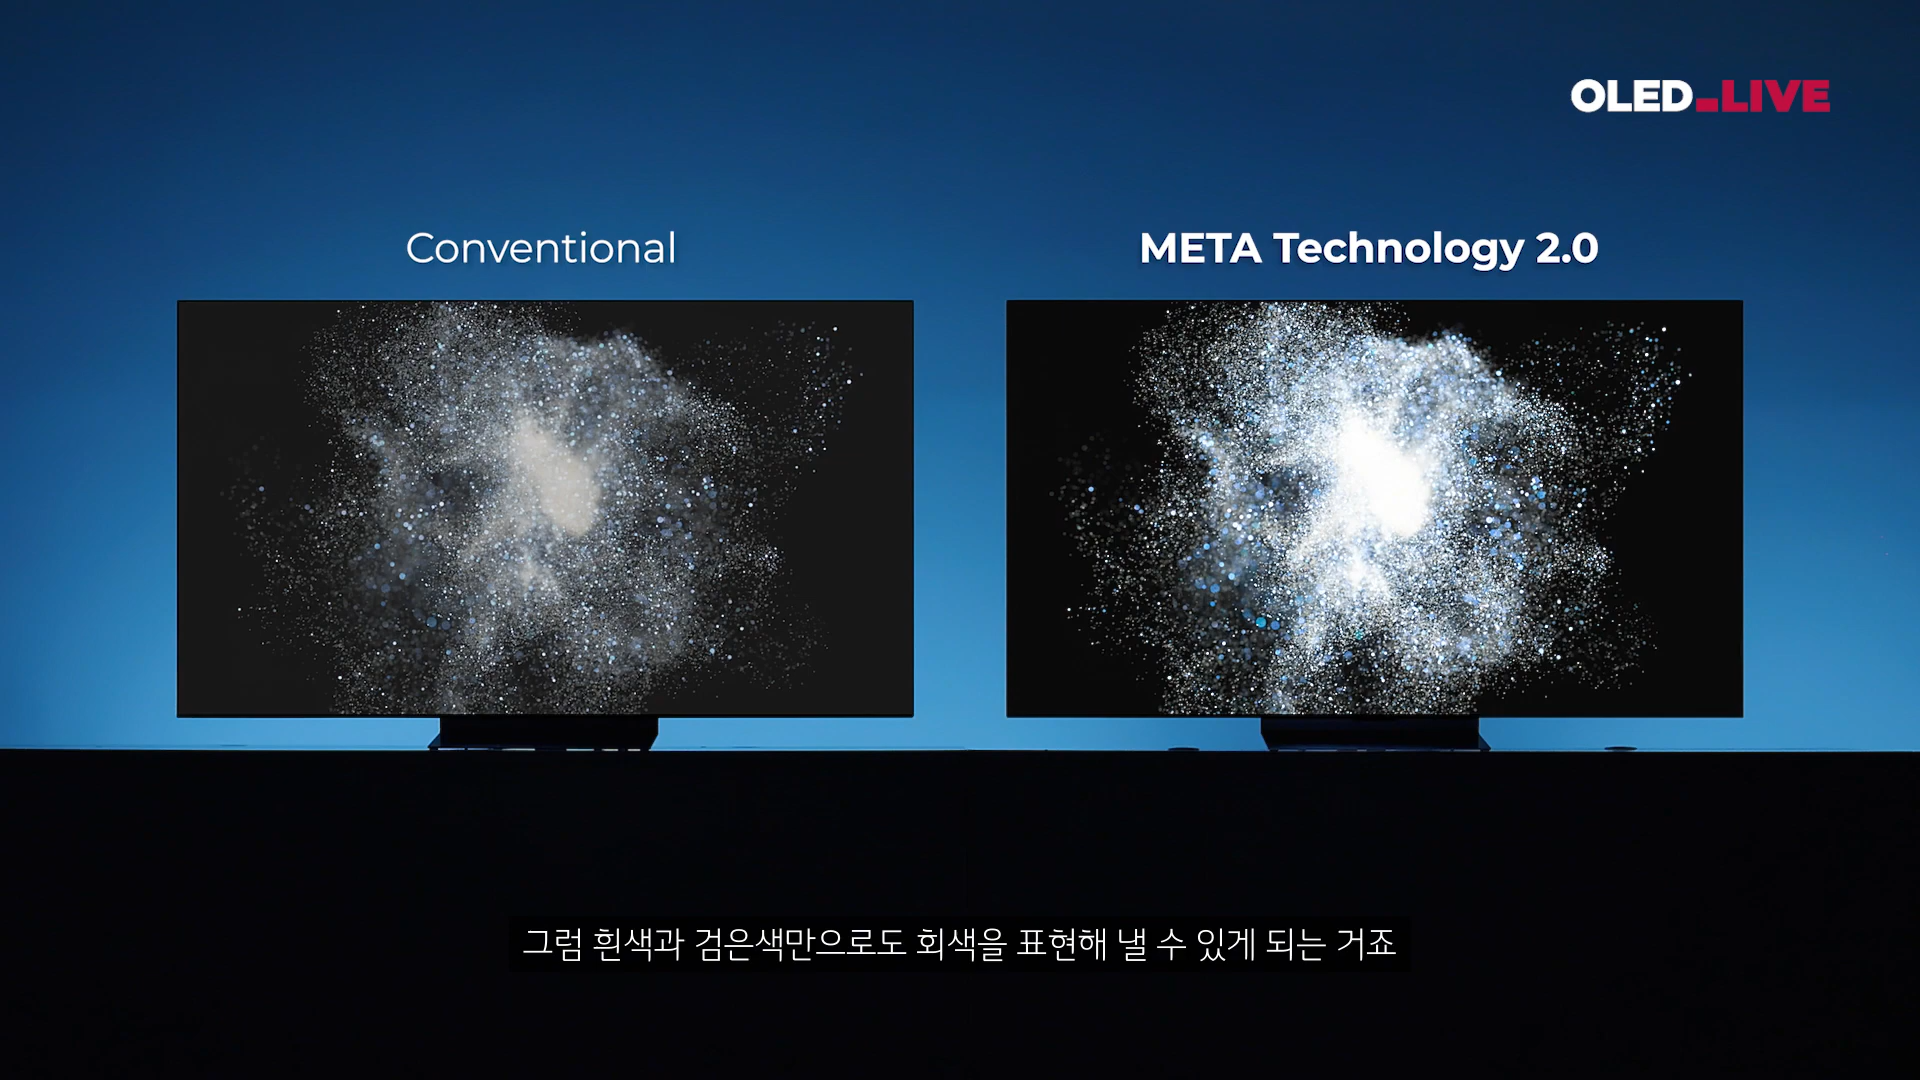 OLED.LIVE
Conventional
META Technology 2.0
그럼 흰색과 검은색만으로도 회색을 표현해 낼 수 있게 되는 거죠